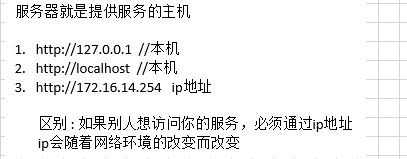 服务器就是提供服务的主机
1. http://127.0.0.1 //本机
2. http://localhost //本机
3. http://172.16.14.254 ip地址
区别:如果别人想访问你的服务，必须通过ip地址
ip会随着网络环境的改变而改变